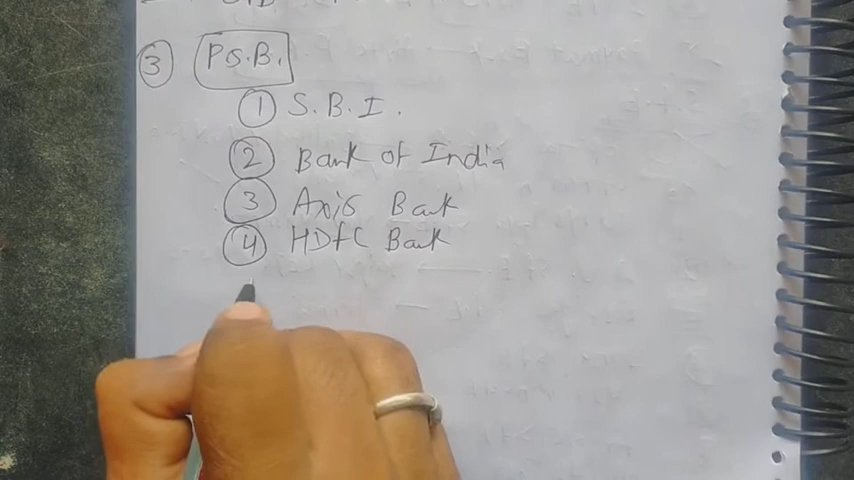 ③ P.S.B.
① S.B.I.
② Bank of India
③ Axis Bank
④ HDFC Bank